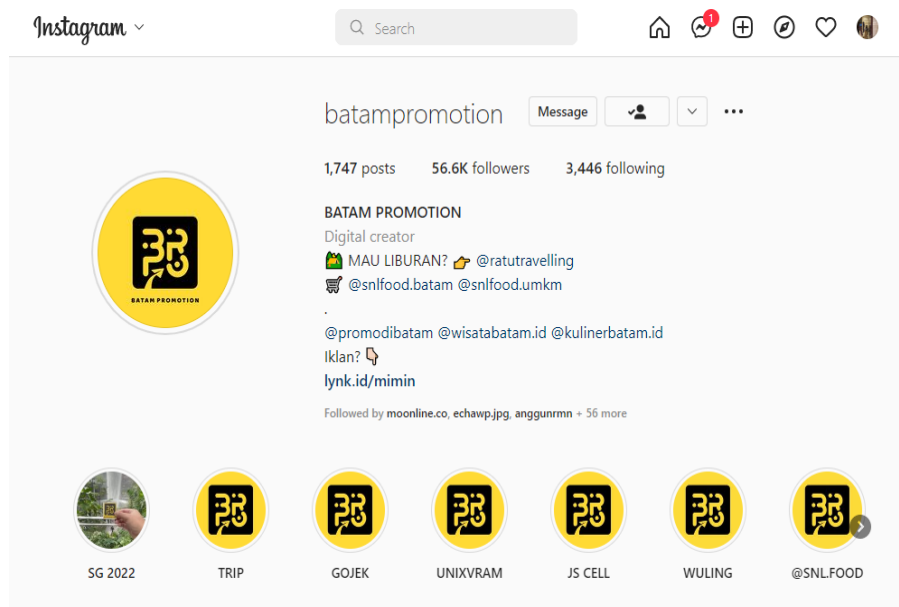 Instagram
Search
1
batampromotion Message
1,747 posts 56.6K followers 3,446 following
BATAM PROMOTION
Digital creator
MAU LIBURAN? 👉 @ratutravelling
@snlfood.batam @snlfood.umkm
.
@promodibatam @wisatabatam.id @kulinerbatam.id
Iklan? 👇
lynk.id/mimin
Followed by moonline.co, echawp.jpg, anggunrmn + 56 more
BATAM PROMOTION
SG 2022 TRIP GOJEK UNIXVRAM JS CELL WULING @SNL.FOOD